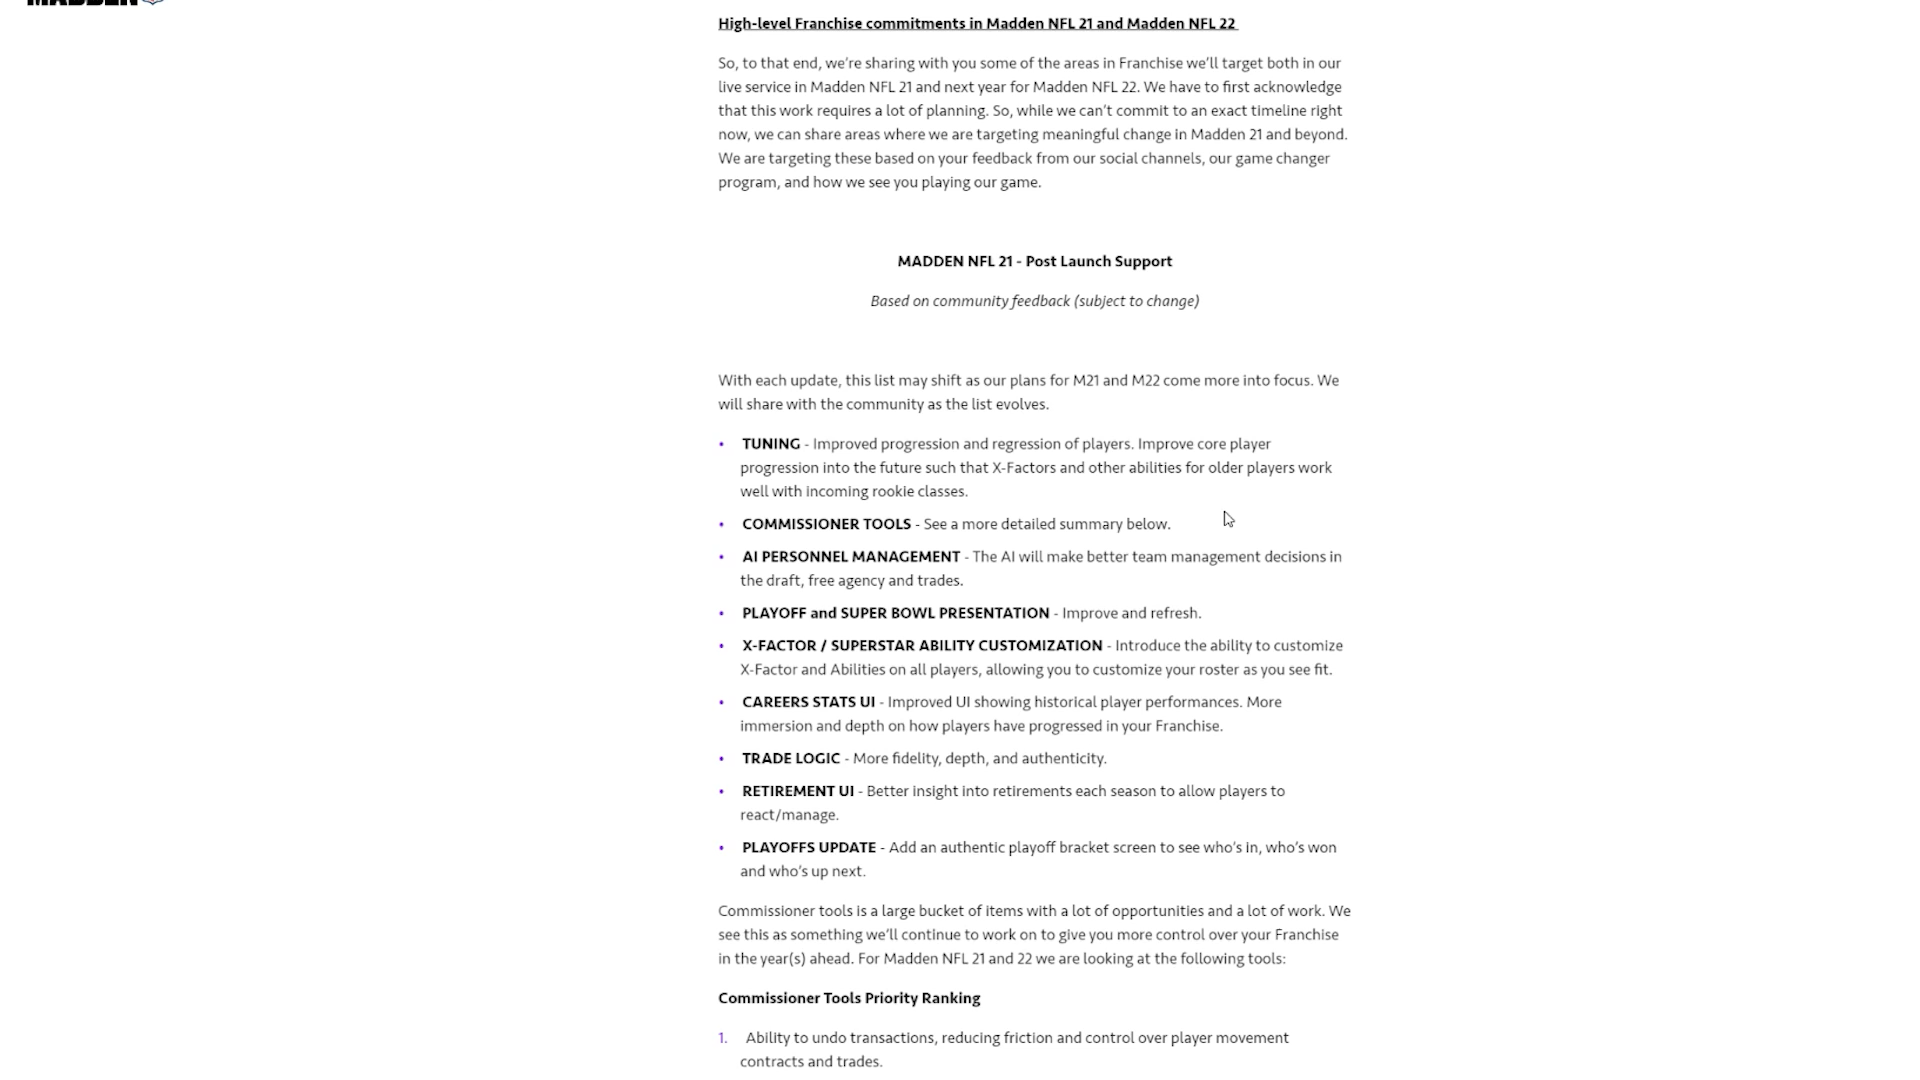 MADDEN
High-level Franchise commitments in Madden NFL 21 and Madden NFL 22
So, to that end, we’re sharing with you some of the areas in Franchise we’ll target both in our
live service in Madden NFL 21 and next year for Madden NFL 22. We have to first acknowledge
that this work requires a lot of planning. So, while we can’t commit to an exact timeline right
now, we can share areas where we are targeting meaningful change in Madden 21 and beyond.
We are targeting these based on your feedback from our social channels, our game changer
program, and how we see you playing our game.
MADDEN NFL 21 - Post Launch Support
Based on community feedback (subject to change)
With each update, this list may shift as our plans for M21 and M22 come more into focus. We
will share with the community as the list evolves.
• TUNING - Improved progression and regression of players. Improve core player
progression into the future such that X-Factors and other abilities for older players work
well with incoming rookie classes.
• COMMISSIONER TOOLS - See a more detailed summary below.
• AI PERSONNEL MANAGEMENT - The AI will make better team management decisions in
the draft, free agency and trades.
• PLAYOFF and SUPER BOWL PRESENTATION - Improve and refresh.
• X-FACTOR / SUPERSTAR ABILITY CUSTOMIZATION - Introduce the ability to customize
X-Factor and Abilities on all players, allowing you to customize your roster as you see fit.
• CAREERS STATS UI - Improved UI showing historical player performances. More
immersion and depth on how players have progressed in your Franchise.
• TRADE LOGIC - More fidelity, depth, and authenticity.
• RETIREMENT UI - Better insight into retirements each season to allow players to
react/manage.
• PLAYOFFS UPDATE - Add an authentic playoff bracket screen to see who’s in, who’s won
and who’s up next.
Commissioner tools is a large bucket of items with a lot of opportunities and a lot of work. We
see this as something we’ll continue to work on to give you more control over your Franchise
in the year(s) ahead. For Madden NFL 21 and 22 we are looking at the following tools:
Commissioner Tools Priority Ranking
1. Ability to undo transactions, reducing friction and control over player movement
contracts and trades.